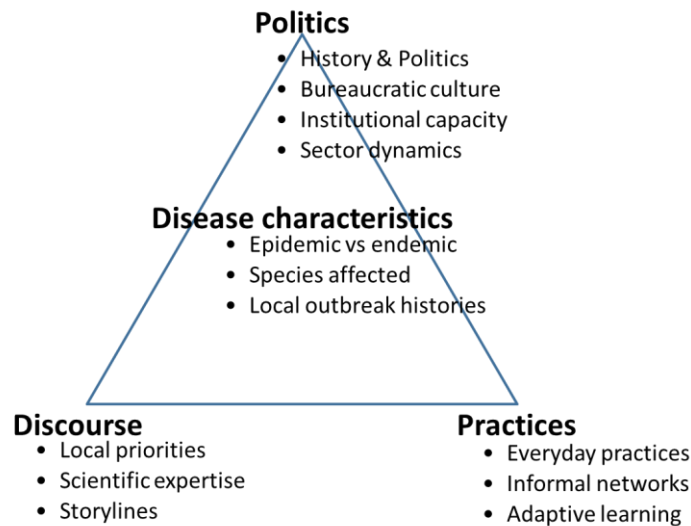 Politics
• History & Politics
• Bureaucratic culture
• Institutional capacity
• Sector dynamics
Disease characteristics
• Epidemic vs endemic
• Species affected
• Local outbreak histories
Discourse
• Local priorities
• Scientific expertise
• Storylines
Practices
• Everyday practices
• Informal networks
• Adaptive learning